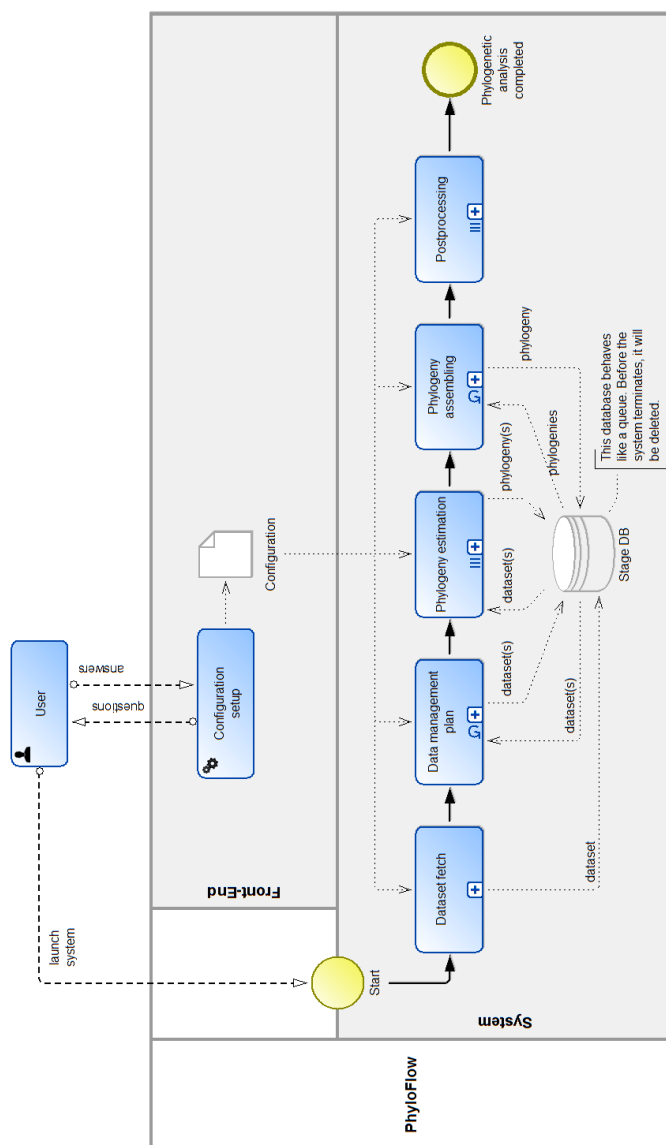 PhyloFlow
Front-End
System
User
launch
system
questions
answers
Configuration
setup
Configuration
Start
Dataset fetch
Data management
plan
Phylogeny estimation
Phylogeny
assembling
Postprocessing
Phylogenetic
analysis
completed
dataset
dataset(s)
dataset(s)
dataset(s)
phylogeny(s)
phylogenies
phylogeny
Stage DB
This database behaves
like a queue. Before the
system terminates, it will
be deleted.